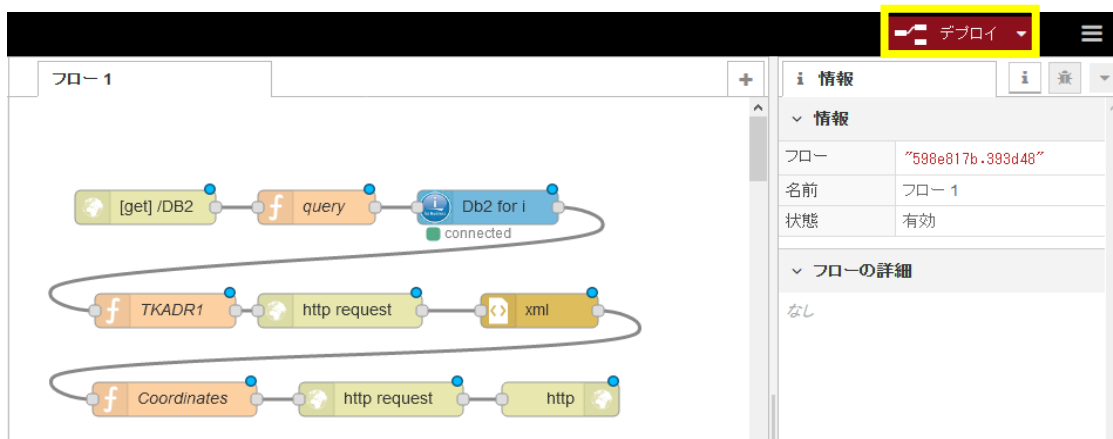 デプロイ
フロー 1
i 情報
情報
フロー "598e817b.393d48"
名前 フロー 1
状態 有効
フローの詳細
なし
[get] /DB2
query
Db2 for i
connected
TKADR1
http request
xml
Coordinates
http request
http